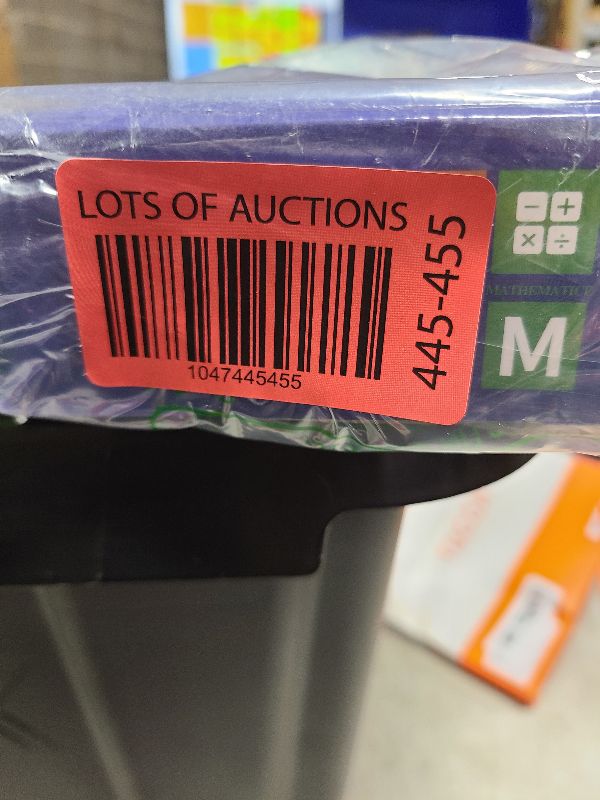 LOTS OF AUCTIONS
1047445455
445-455
− +
× ÷
MATHEMATICS
M